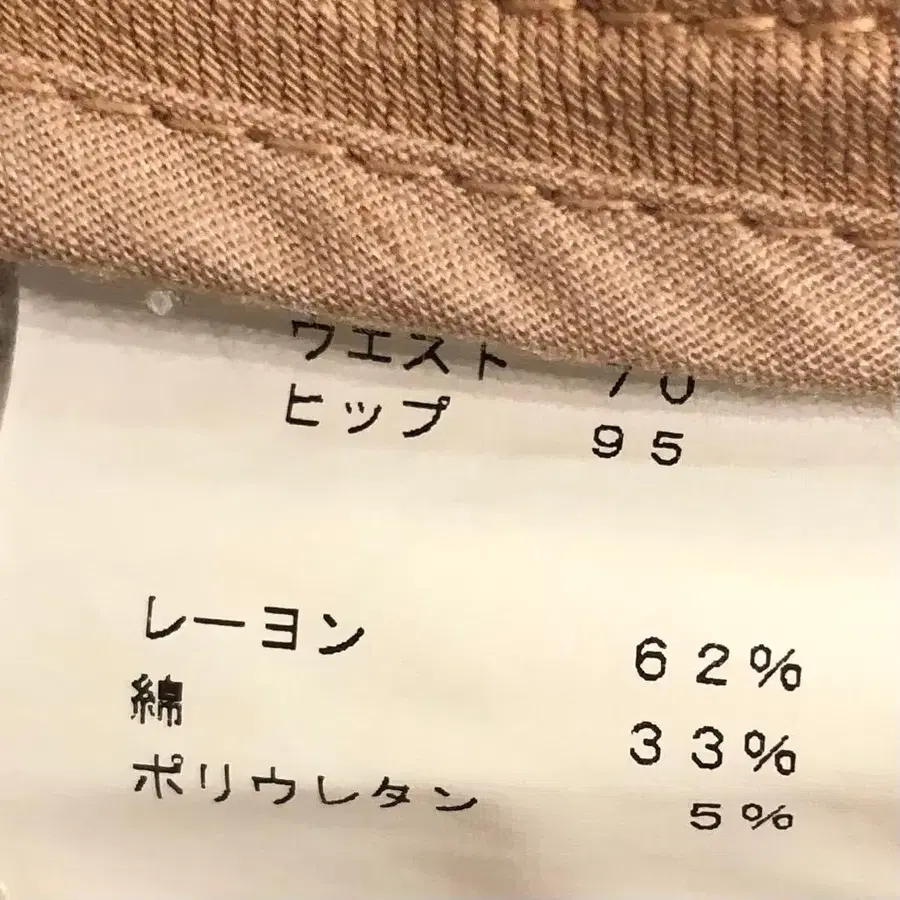 ウエスト 70
ヒップ 95
レーヨン 62%
綿 33%
ポリウレタン 5%